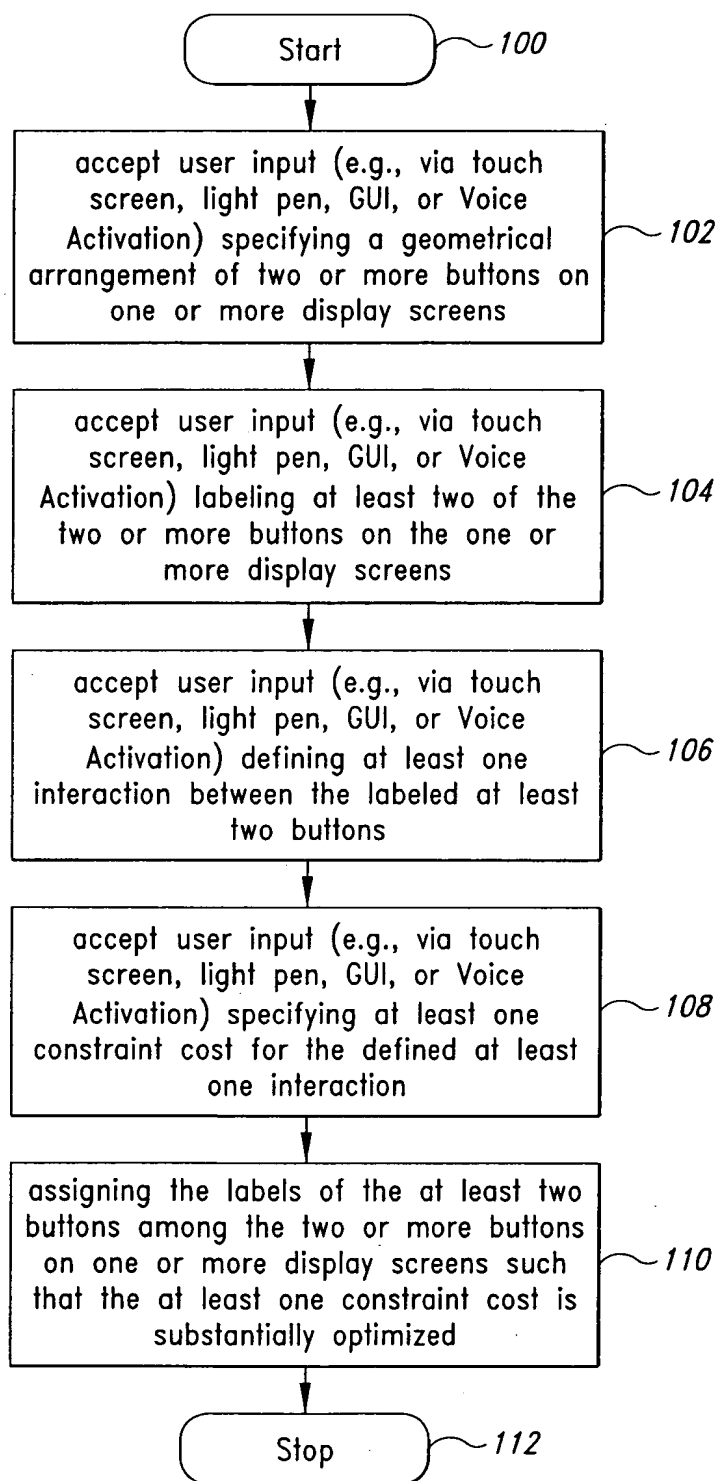 Start
100
accept user input (e.g., via touch
screen, light pen, GUI, or Voice
Activation) specifying a geometrical
arrangement of two or more buttons on
one or more display screens
102
accept user input (e.g., via touch
screen, light pen, GUI, or Voice
Activation) labeling at least two of the
two or more buttons on the one or
more display screens
104
accept user input (e.g., via touch
screen, light pen, GUI, or Voice
Activation) defining at least one
interaction between the labeled at least
two buttons
106
accept user input (e.g., via touch
screen, light pen, GUI, or Voice
Activation) specifying at least one
constraint cost for the defined at least
one interaction
108
assigning the labels of the at least two
buttons among the two or more buttons
on one or more display screens such
that the at least one constraint cost is
substantially optimized
110
Stop
112